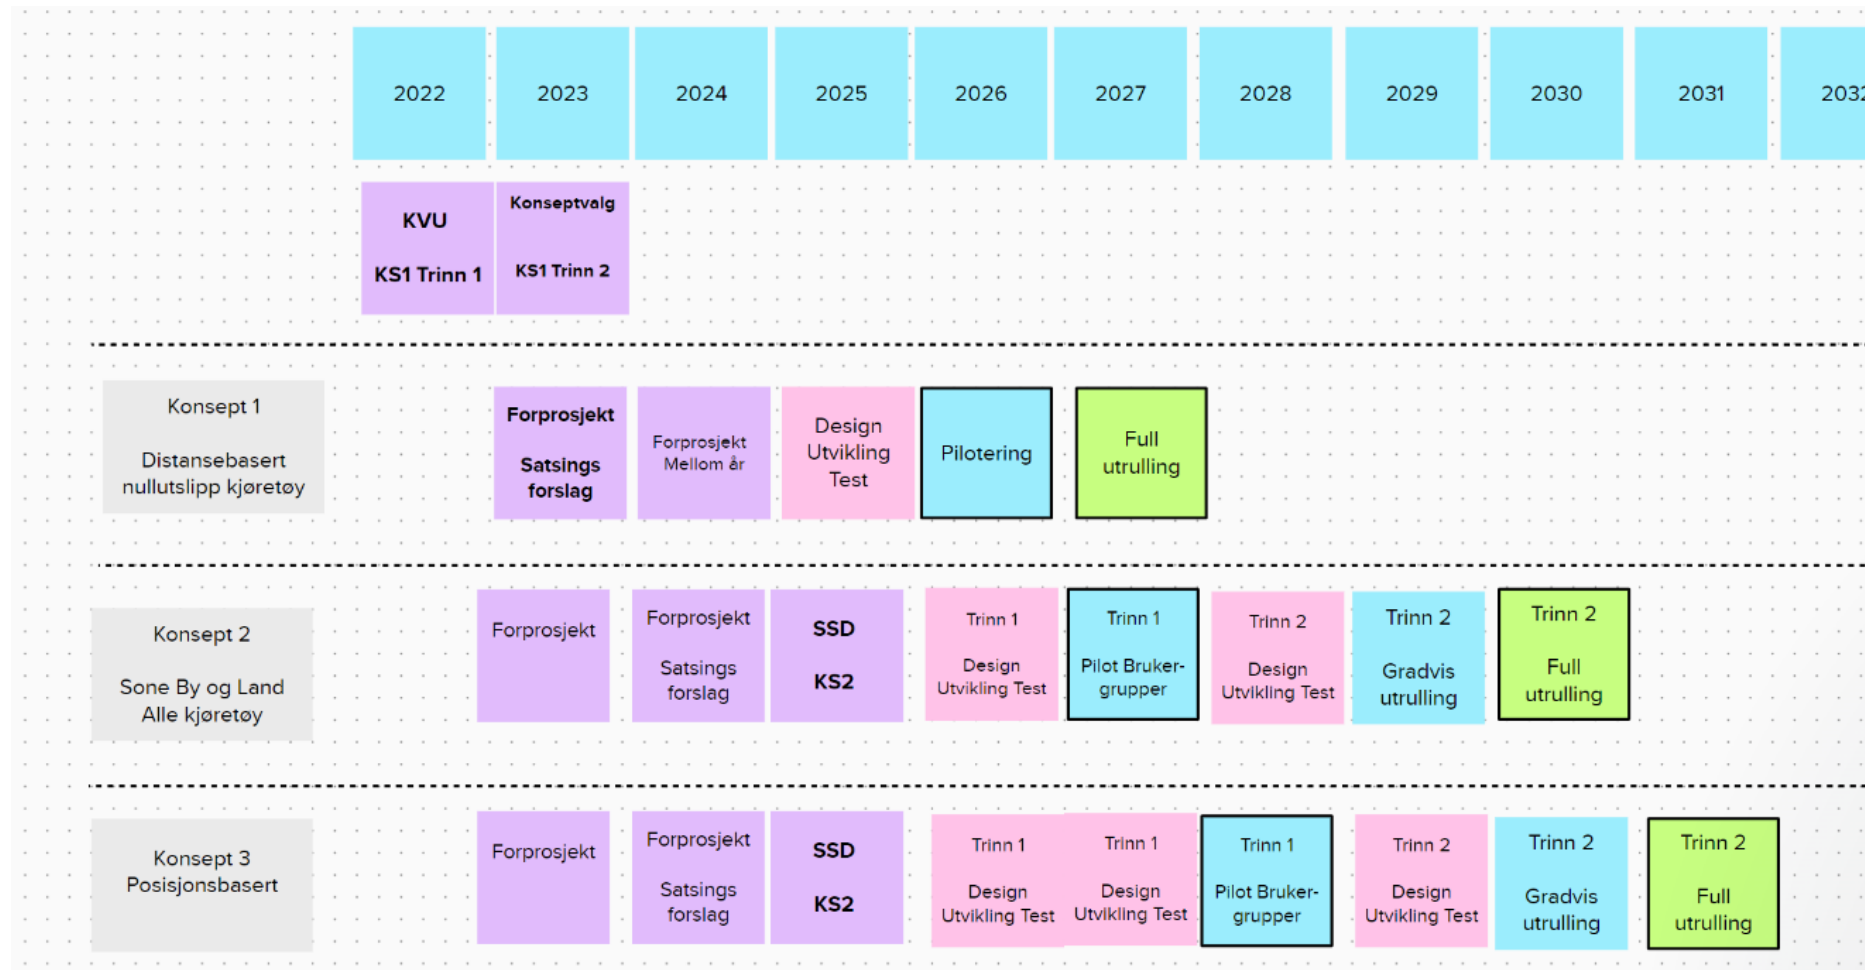 2022
2023
2024
2025
2026
2027
2028
2029
2030
2031
2032
KVU
KS1 Trinn 1
Konseptvalg
KS1 Trinn 2
Konsept 1
Distansebasert
nullutslipp kjøretøy
Forprosjekt
Satsings
forslag
Forprosjekt
Mellom år
Design
Utvikling
Test
Pilotering
Full
utrulling
Konsept 2
Sone By og Land
Alle kjøretøy
Forprosjekt
Forprosjekt
Satsings
forslag
SSD
KS2
Trinn 1
Design
Utvikling Test
Trinn 1
Pilot Bruker-
grupper
Trinn 2
Design
Utvikling Test
Trinn 2
Gradvis
utrulling
Trinn 2
Full
utrulling
Konsept 3
Posisjonsbasert
Forprosjekt
Forprosjekt
Satsings
forslag
SSD
KS2
Trinn 1
Design
Utvikling Test
Trinn 1
Design
Utvikling Test
Trinn 1
Pilot Bruker-
grupper
Trinn 2
Design
Utvikling Test
Trinn 2
Gradvis
utrulling
Trinn 2
Full
utrulling